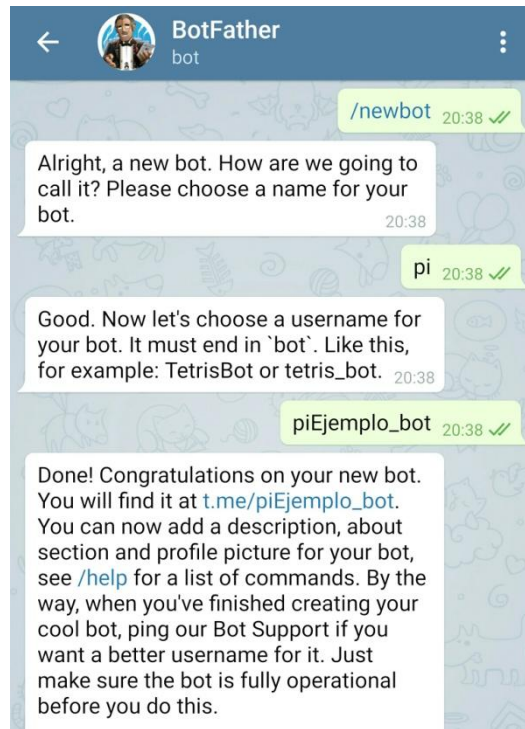 BotFather
bot
/newbot 20:38
Alright, a new bot. How are we going to
call it? Please choose a name for your
bot.
20:38
pi 20:38
Good. Now let's choose a username for
your bot. It must end in `bot`. Like this,
for example: TetrisBot or tetris_bot. 20:38
piEjemplo_bot 20:38
Done! Congratulations on your new bot.
You will find it at t.me/piEjemplo_bot.
You can now add a description, about
section and profile picture for your bot,
see /help for a list of commands. By the
way, when you've finished creating your
cool bot, ping our Bot Support if you
want a better username for it. Just
make sure the bot is fully operational
before you do this.